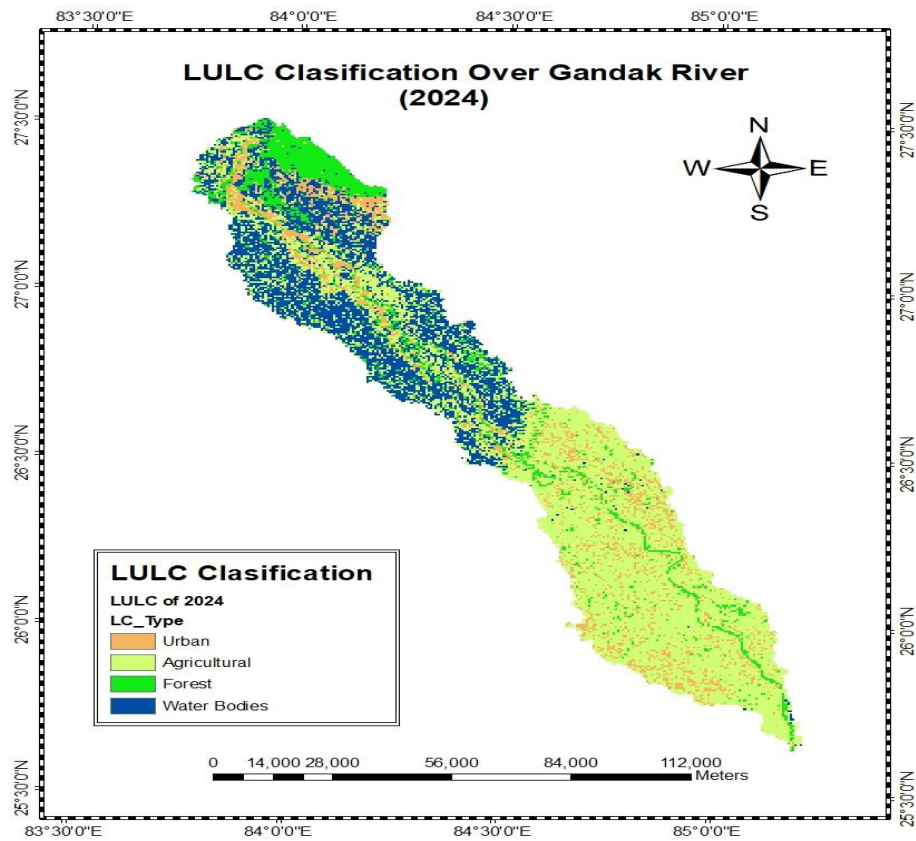 83°30'0"E 84°0'0"E 84°30'0"E 85°0'0"E
LULC Clasification Over Gandak River
(2024)
27°30'0"N
27°30'0"N
N
W E
S
27°0'0"N
27°0'0"N
26°30'0"N
26°30'0"N
LULC Clasification
LULC of 2024
LC_Type
Urban
Agricultural
Forest
Water Bodies
26°0'0"N
26°0'0"N
0 14,000 28,000 56,000 84,000 112,000
Meters
25°30'0"N
25°30'0"N
83°30'0"E 84°0'0"E 84°30'0"E 85°0'0"E